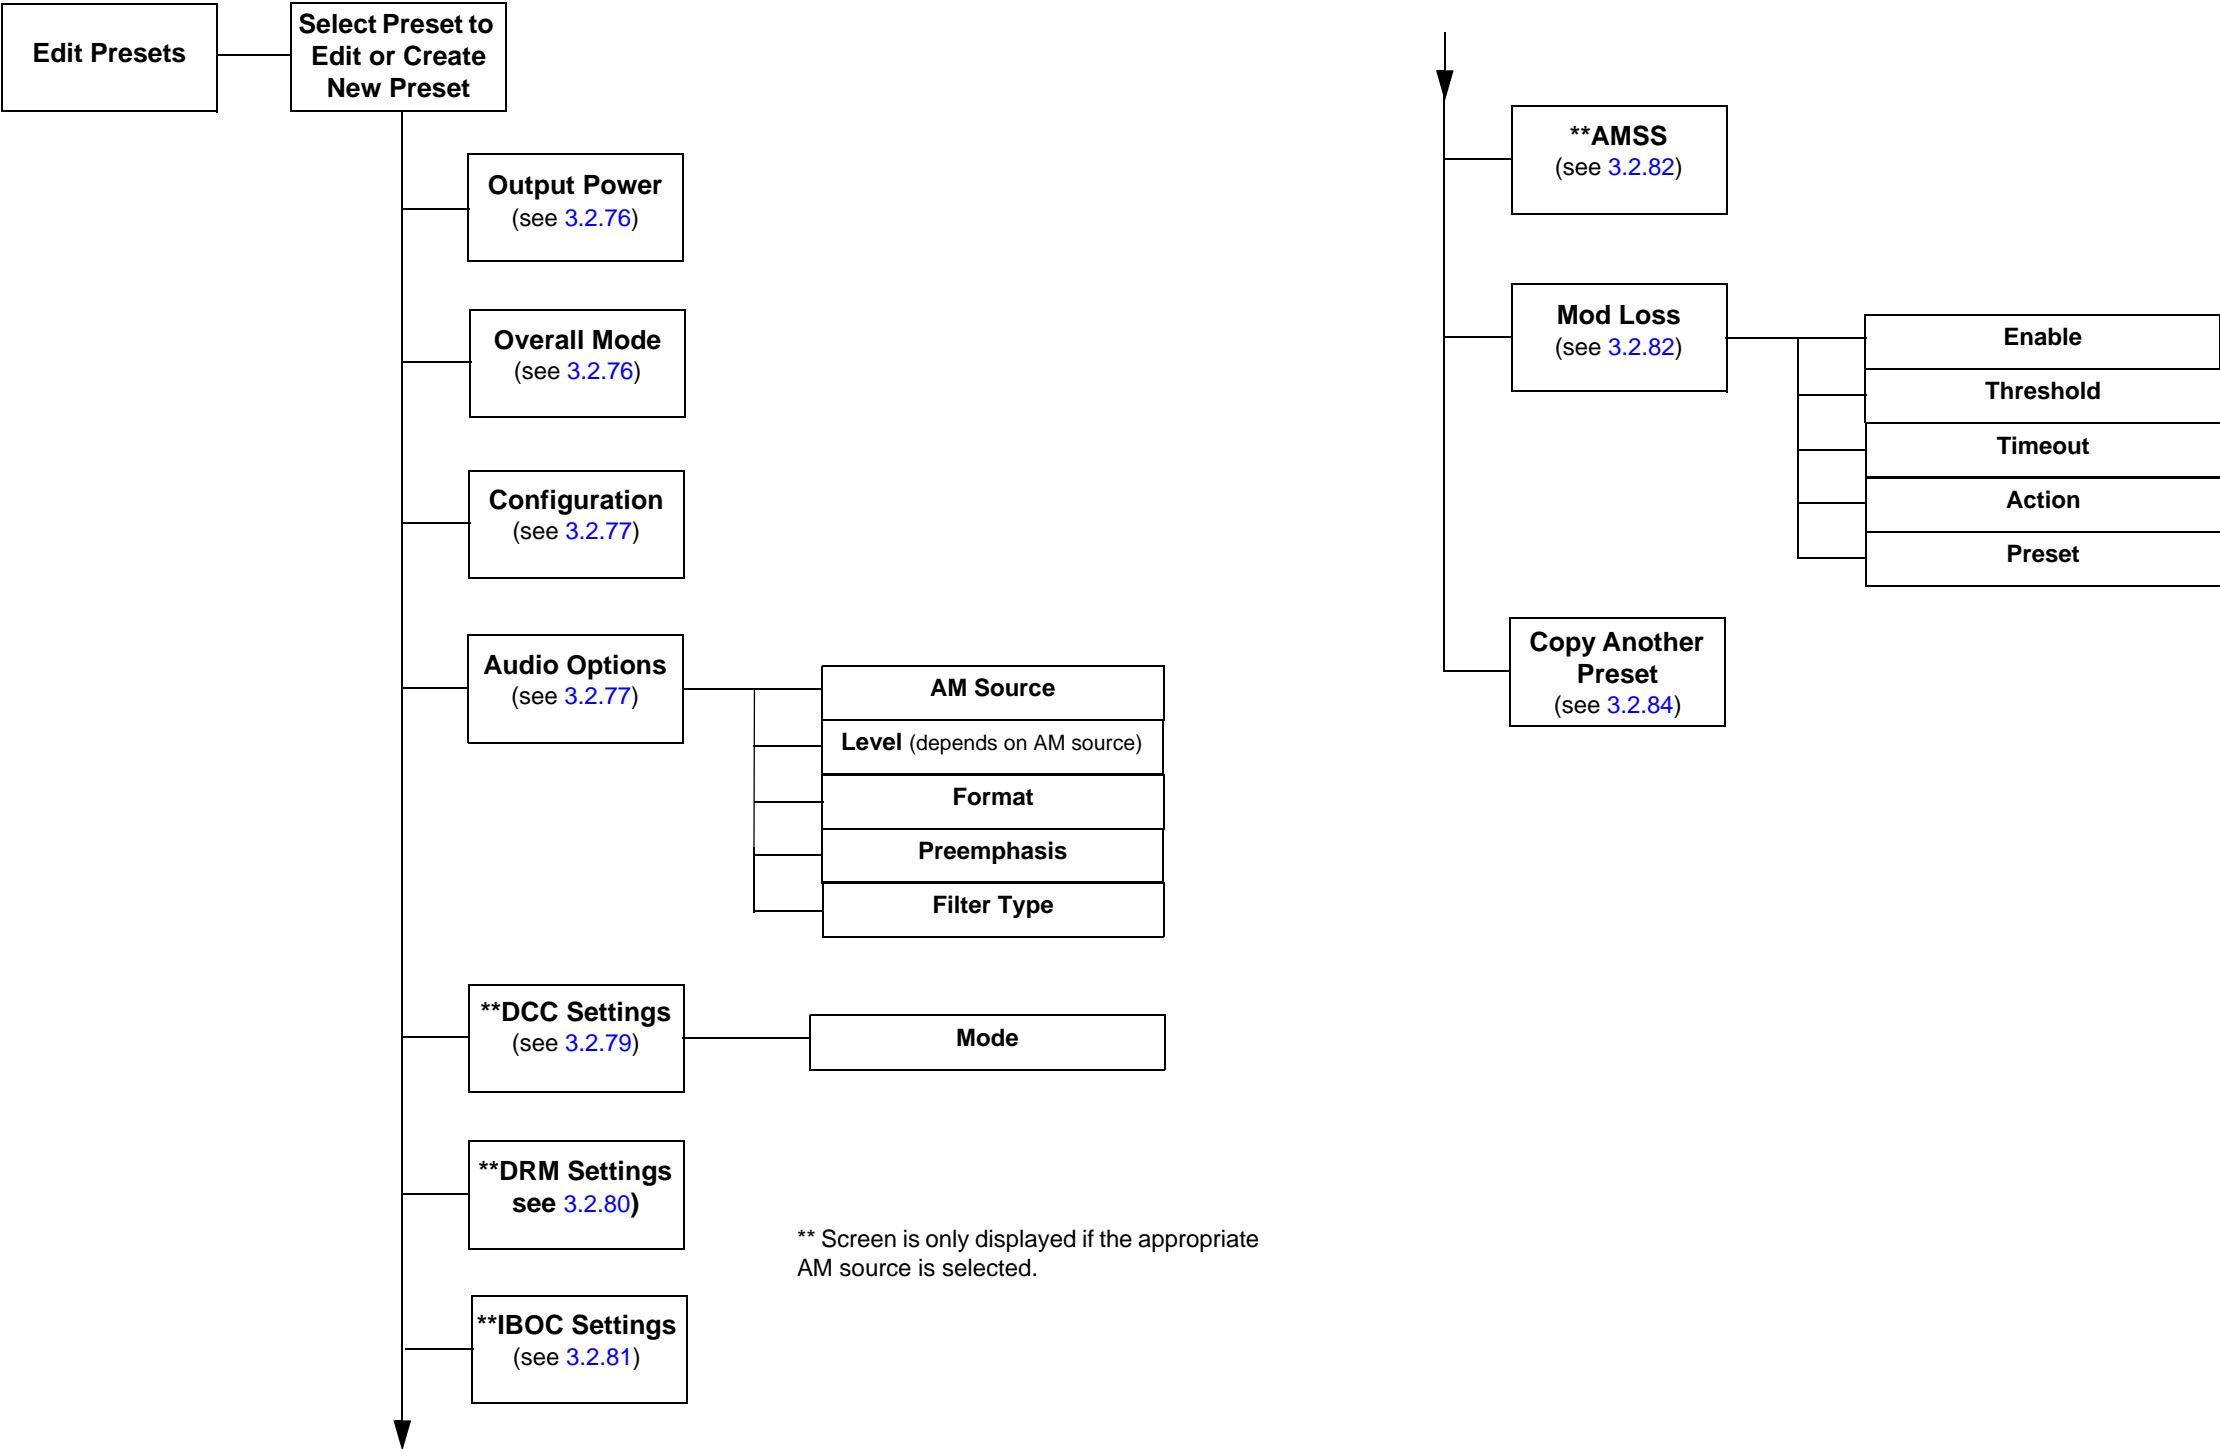 Edit Presets
Select Preset to
Edit or Create
New Preset
Output Power
(see 3.2.76)
Overall Mode
(see 3.2.76)
Configuration
(see 3.2.77)
Audio Options
(see 3.2.77)
AM Source
Level (depends on AM source)
Format
Preemphasis
Filter Type
**DCC Settings
(see 3.2.79)
Mode
**DRM Settings
see 3.2.80)
** Screen is only displayed if the appropriate
AM source is selected.
**IBOC Settings
(see 3.2.81)
**AMSS
(see 3.2.82)
Mod Loss
(see 3.2.82)
Enable
Threshold
Timeout
Action
Preset
Copy Another
Preset
(see 3.2.84)